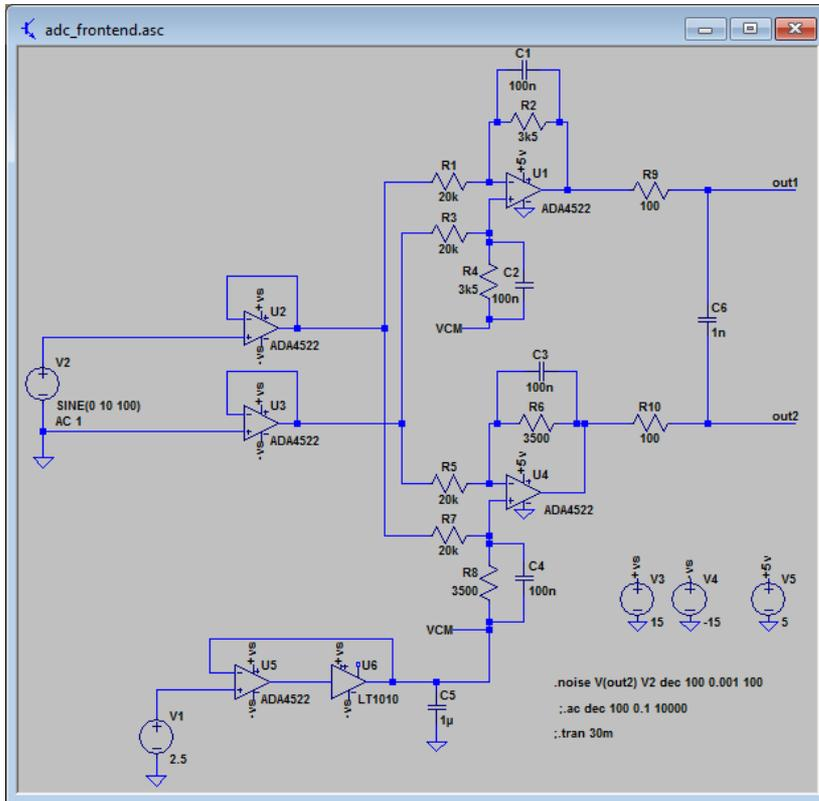 adc_frontend.asc
C1
100n
R2
3k5
+5v
U1
R1
20k
ADA4522
R9
100
out1
R3
20k
R4
3k5
C2
100n
VCM
C6
1n
+vs
U2
ADA4522
-vs
V2
SINE(0 10 100)
AC 1
+vs
U3
ADA4522
-vs
C3
100n
R6
3500
R10
100
out2
R5
20k
+5v
U4
ADA4522
R7
20k
R8
3500
C4
100n
VCM
+vs
V3
15
-vs
V4
-15
+5v
V5
5
+vs
U5
ADA4522
-vs
+vs
U6
LT1010
-vs
C5
1µ
V1
2.5
.noise V(out2) V2 dec 100 0.001 100
;.ac dec 100 0.1 10000
;.tran 30m